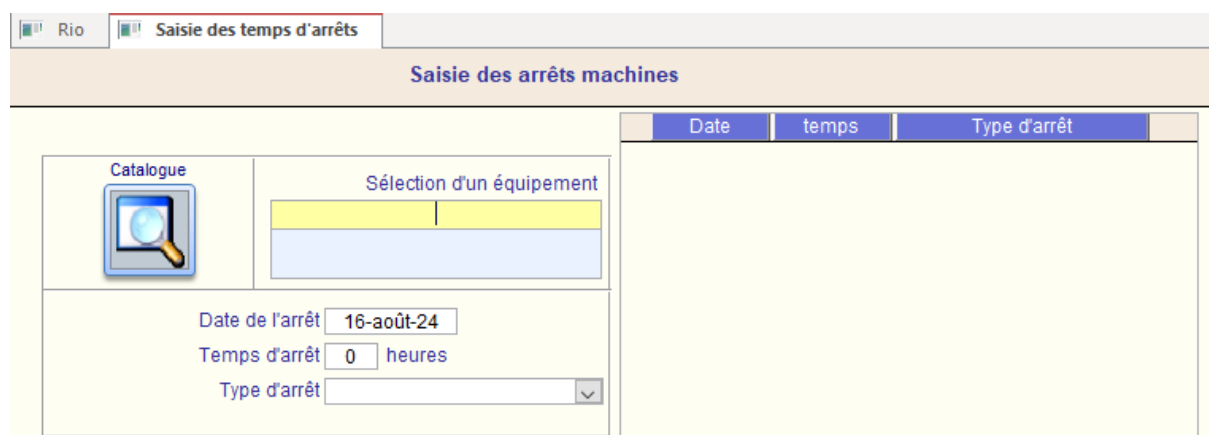 Rio
Saisie des temps d'arrêts
Saisie des arrêts machines
Date
temps
Type d'arrêt
Catalogue
Sélection d'un équipement
Date de l'arrêt 16-août-24
Temps d'arrêt 0 heures
Type d'arrêt